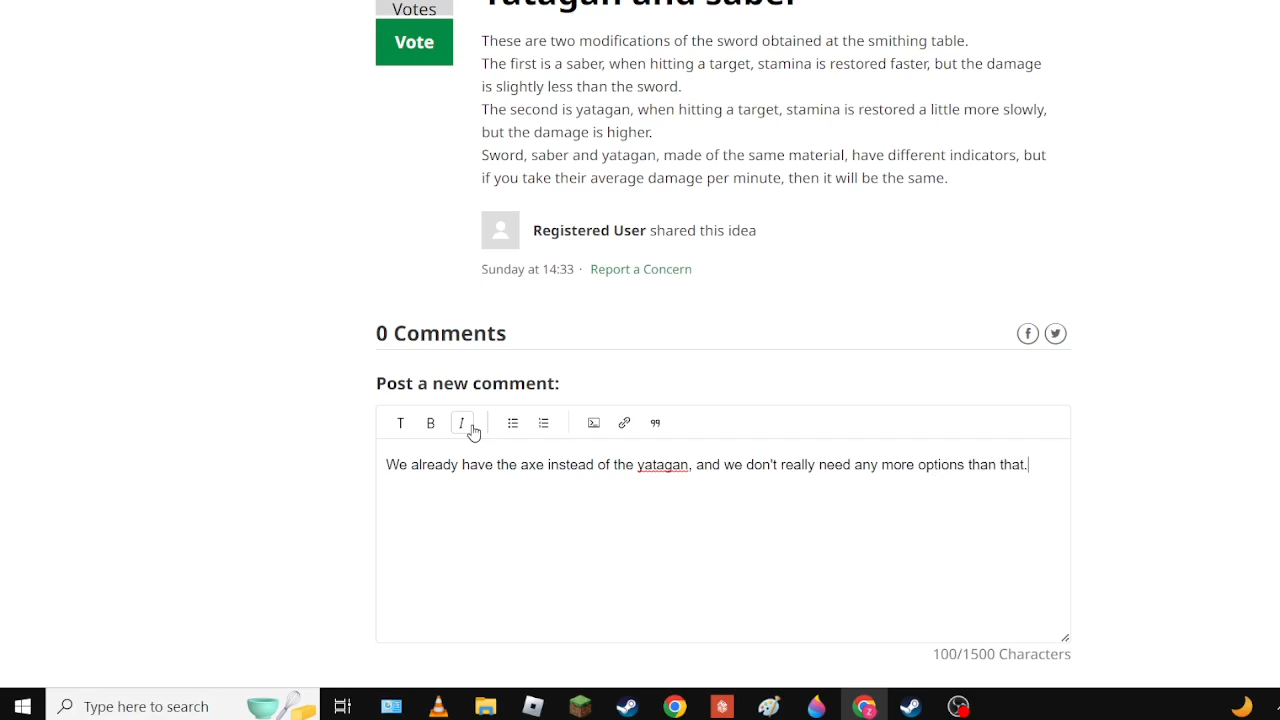 Votes
Yatagan and saber
Vote
These are two modifications of the sword obtained at the smithing table.
The first is a saber, when hitting a target, stamina is restored faster, but the damage
is slightly less than the sword.
The second is yatagan, when hitting a target, stamina is restored a little more slowly,
but the damage is higher.
Sword, saber and yatagan, made of the same material, have different indicators, but
if you take their average damage per minute, then it will be the same.
Registered User shared this idea
Sunday at 14:33 · Report a Concern
0 Comments
Post a new comment:
T B I
We already have the axe instead of the yatagan, and we don't really need any more options than that.
100/1500 Characters
Type here to search